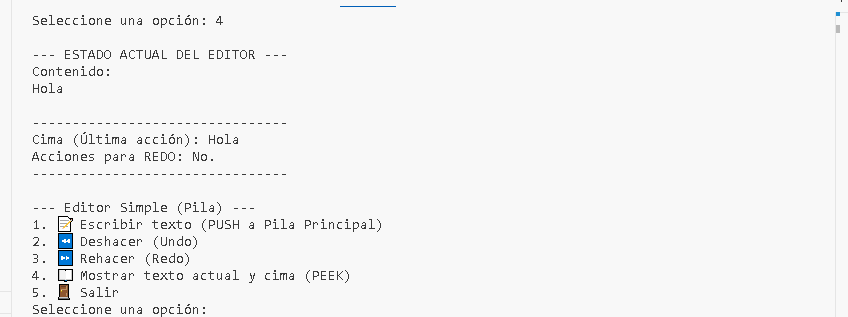 Seleccione una opción: 4
--- ESTADO ACTUAL DEL EDITOR ---
Contenido:
Hola
--------------------------------
Cima (Última acción): Hola
Acciones para REDO: No.
--------------------------------
--- Editor Simple (Pila) ---
1. 📝 Escribir texto (PUSH a Pila Principal)
2. ⏪ Deshacer (Undo)
3. ⏩ Rehacer (Redo)
4. 📖 Mostrar texto actual y cima (PEEK)
5. 🚪 Salir
Seleccione una opción: